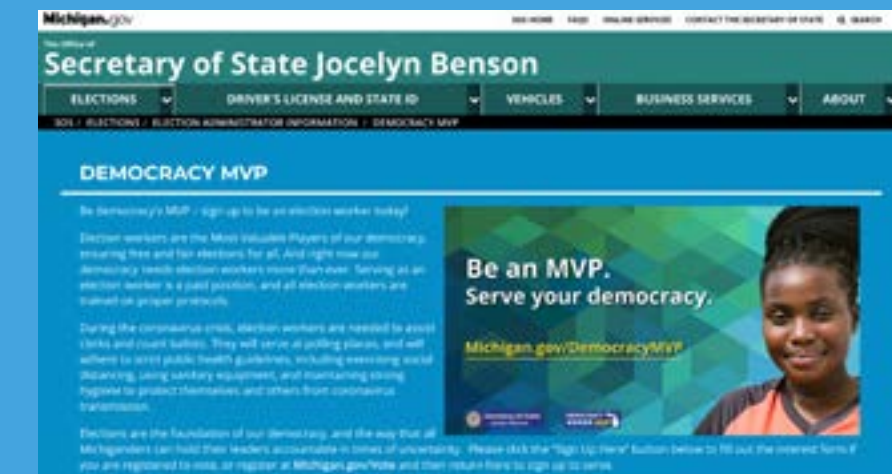 Michigan.gov
SOS HOME FAQS ONLINE SERVICES CONTACT THE SECRETARY OF STATE SEARCH
The Office of
Secretary of State Jocelyn Benson
ELECTIONS DRIVER'S LICENSE AND STATE ID VEHICLES BUSINESS SERVICES ABOUT
SOS / ELECTIONS / ELECTION ADMINISTRATOR INFORMATION / DEMOCRACY MVP
DEMOCRACY MVP
Be democracy's MVP - sign up to be an election worker today!
Election workers are the Most Valuable Players of our democracy,
ensuring free and fair elections for all. And right now our
democracy needs election workers more than ever. Serving as an
election worker is a paid position, and all election workers are
trained on proper protocols.
During the coronavirus crisis, election workers are needed to assist
clerks and count ballots. They will serve at polling places, and will
adhere to strict public health guidelines, including exercising social
distancing, using sanitary equipment, and maintaining strong
hygiene to protect themselves and others from coronavirus
transmission.
Be an MVP.
Serve your democracy.
Michigan.gov/DemocracyMVP
Elections are the foundation of our democracy, and the way that all
Michiganders can hold their leaders accountable in times of uncertainty. Please click the "Sign Up Here" button below to fill out the interest form if
you are registered to vote, or register at Michigan.gov/Vote and then return here to sign up to serve.